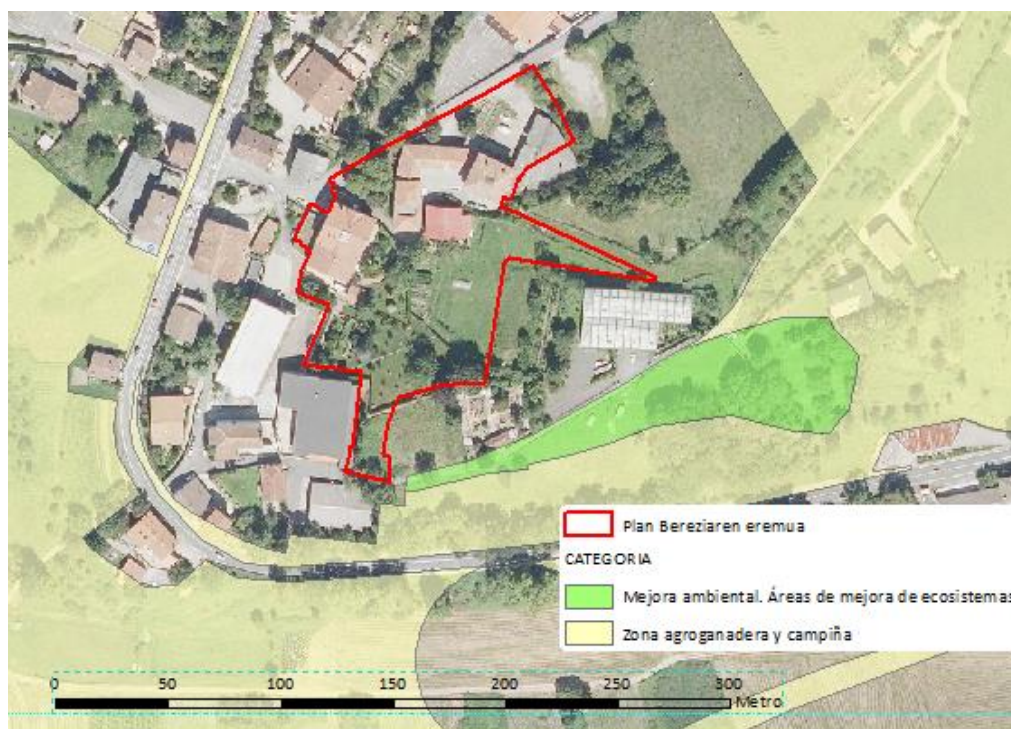 Plan Bereziaren eremua
CATEGORIA
Mejora ambiental. Áreas de mejora de ecosistemas
Zona agroganadera y campiña
0 50 100 150 200 250 300
Metro